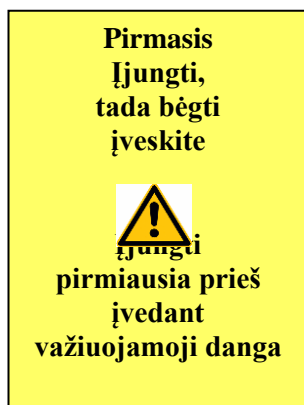 Pirmasis
Įjungti,
tada bėgti
įveskite
Įjungti
pirmiausia prieš
įvedant
važiuojamoji danga